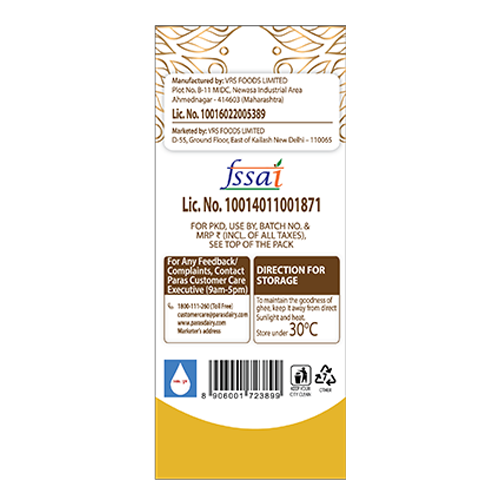 Manufactured by: VRS FOODS LIMITED
Plot No. B-11 MIDC, Newasa Industrial Area
Ahmednagar - 414603 (Maharashtra)
Lic. No. 10016022005389
Marketed by: VRS FOODS LIMITED
D-55, Ground Floor, East of Kailash New Delhi – 110065
fssai
Lic. No. 10014011001871
FOR PKD, USE BY, BATCH NO. &
MRP ₹ (INCL. OF ALL TAXES),
SEE TOP OF THE PACK
For Any Feedback/
Complaints, Contact
Paras Customer Care
Executive (9am-5pm)
1800-111-260 (Toll Free)
customercare@parasdairy.com
www.parasdairy.com
Marketer's address
DIRECTION FOR
STORAGE
To maintain the goodness of
ghee, keep it away from direct
Sunlight and heat.
Store under 30°C
8 906001 723899
KEEP YOUR
CITY CLEAN
7
OTHER